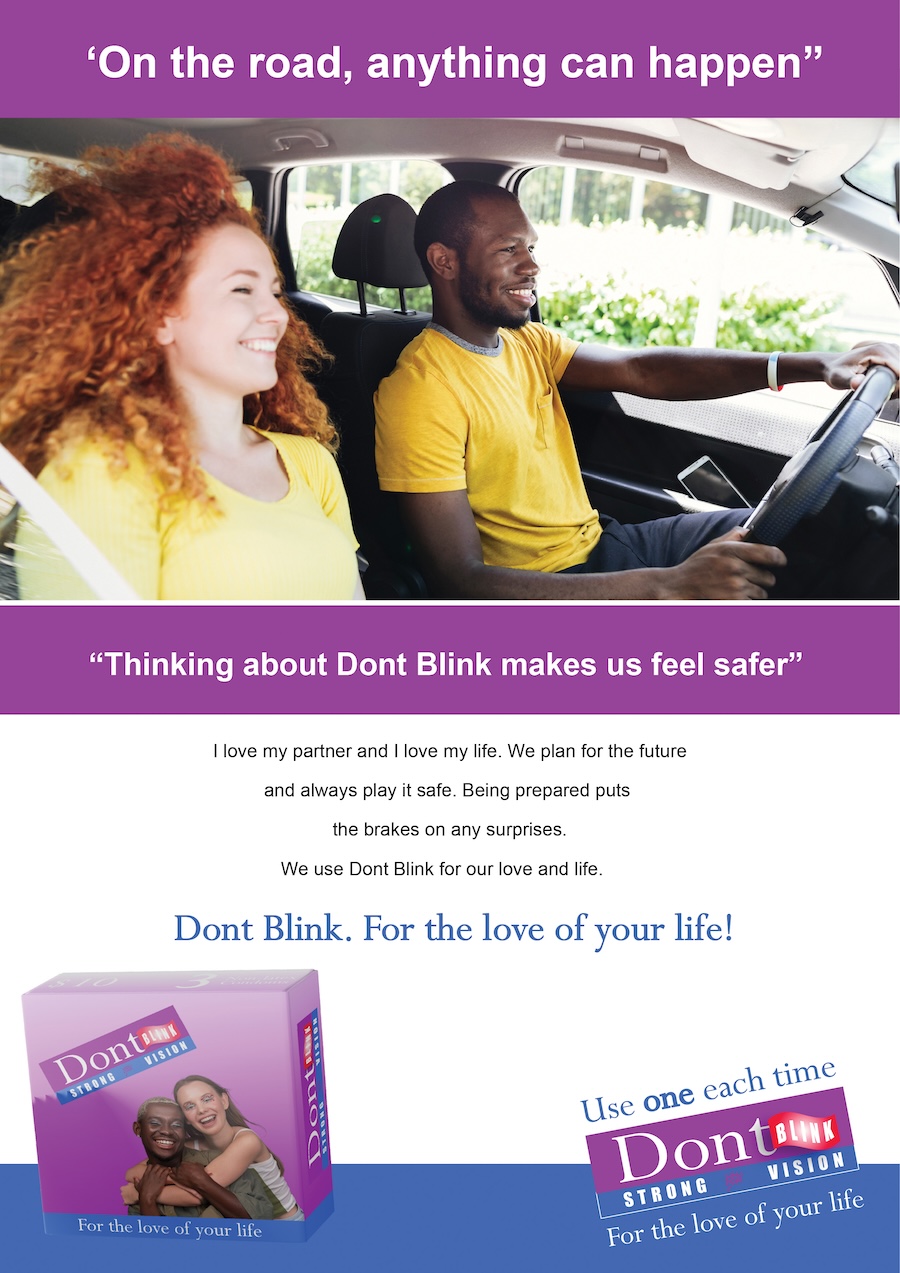 ‘On the road, anything can happen”
“Thinking about Dont Blink makes us feel safer”
I love my partner and I love my life. We plan for the future
and always play it safe. Being prepared puts
the brakes on any surprises.
We use Dont Blink for our love and life.
Dont Blink. For the love of your life!
3
Dont BLINK
STRONG VISION
For the love of your life
Dont BLINK
STRONG VISION
Use one each time
Dont BLINK
STRONG VISION
For the love of your life